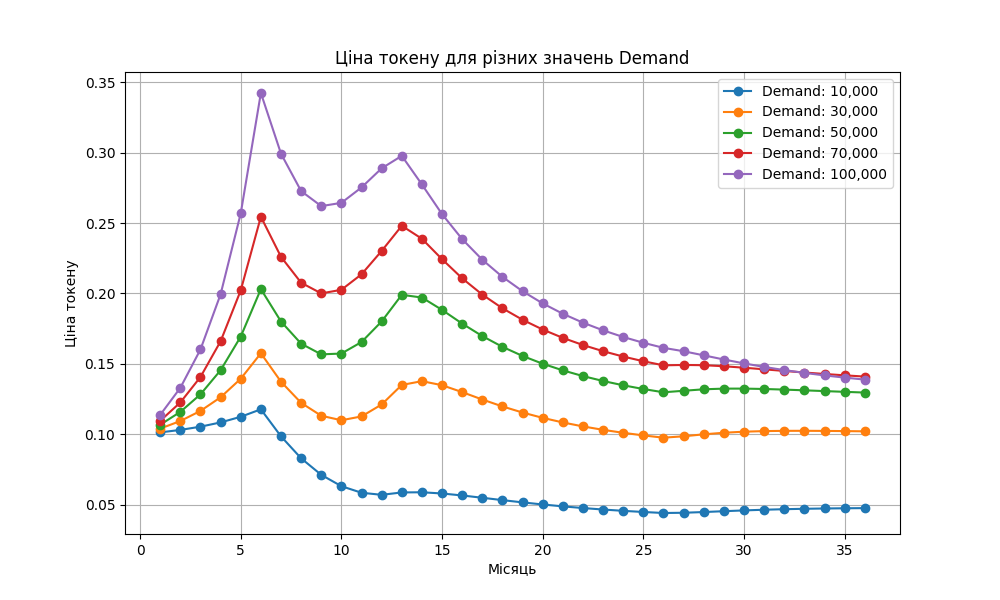 Ціна токену для різних значень Demand
Demand: 10,000
Demand: 30,000
Demand: 50,000
Demand: 70,000
Demand: 100,000
Ціна токену
0.35
0.30
0.25
0.20
0.15
0.10
0.05
0 5 10 15 20 25 30 35
Місяць